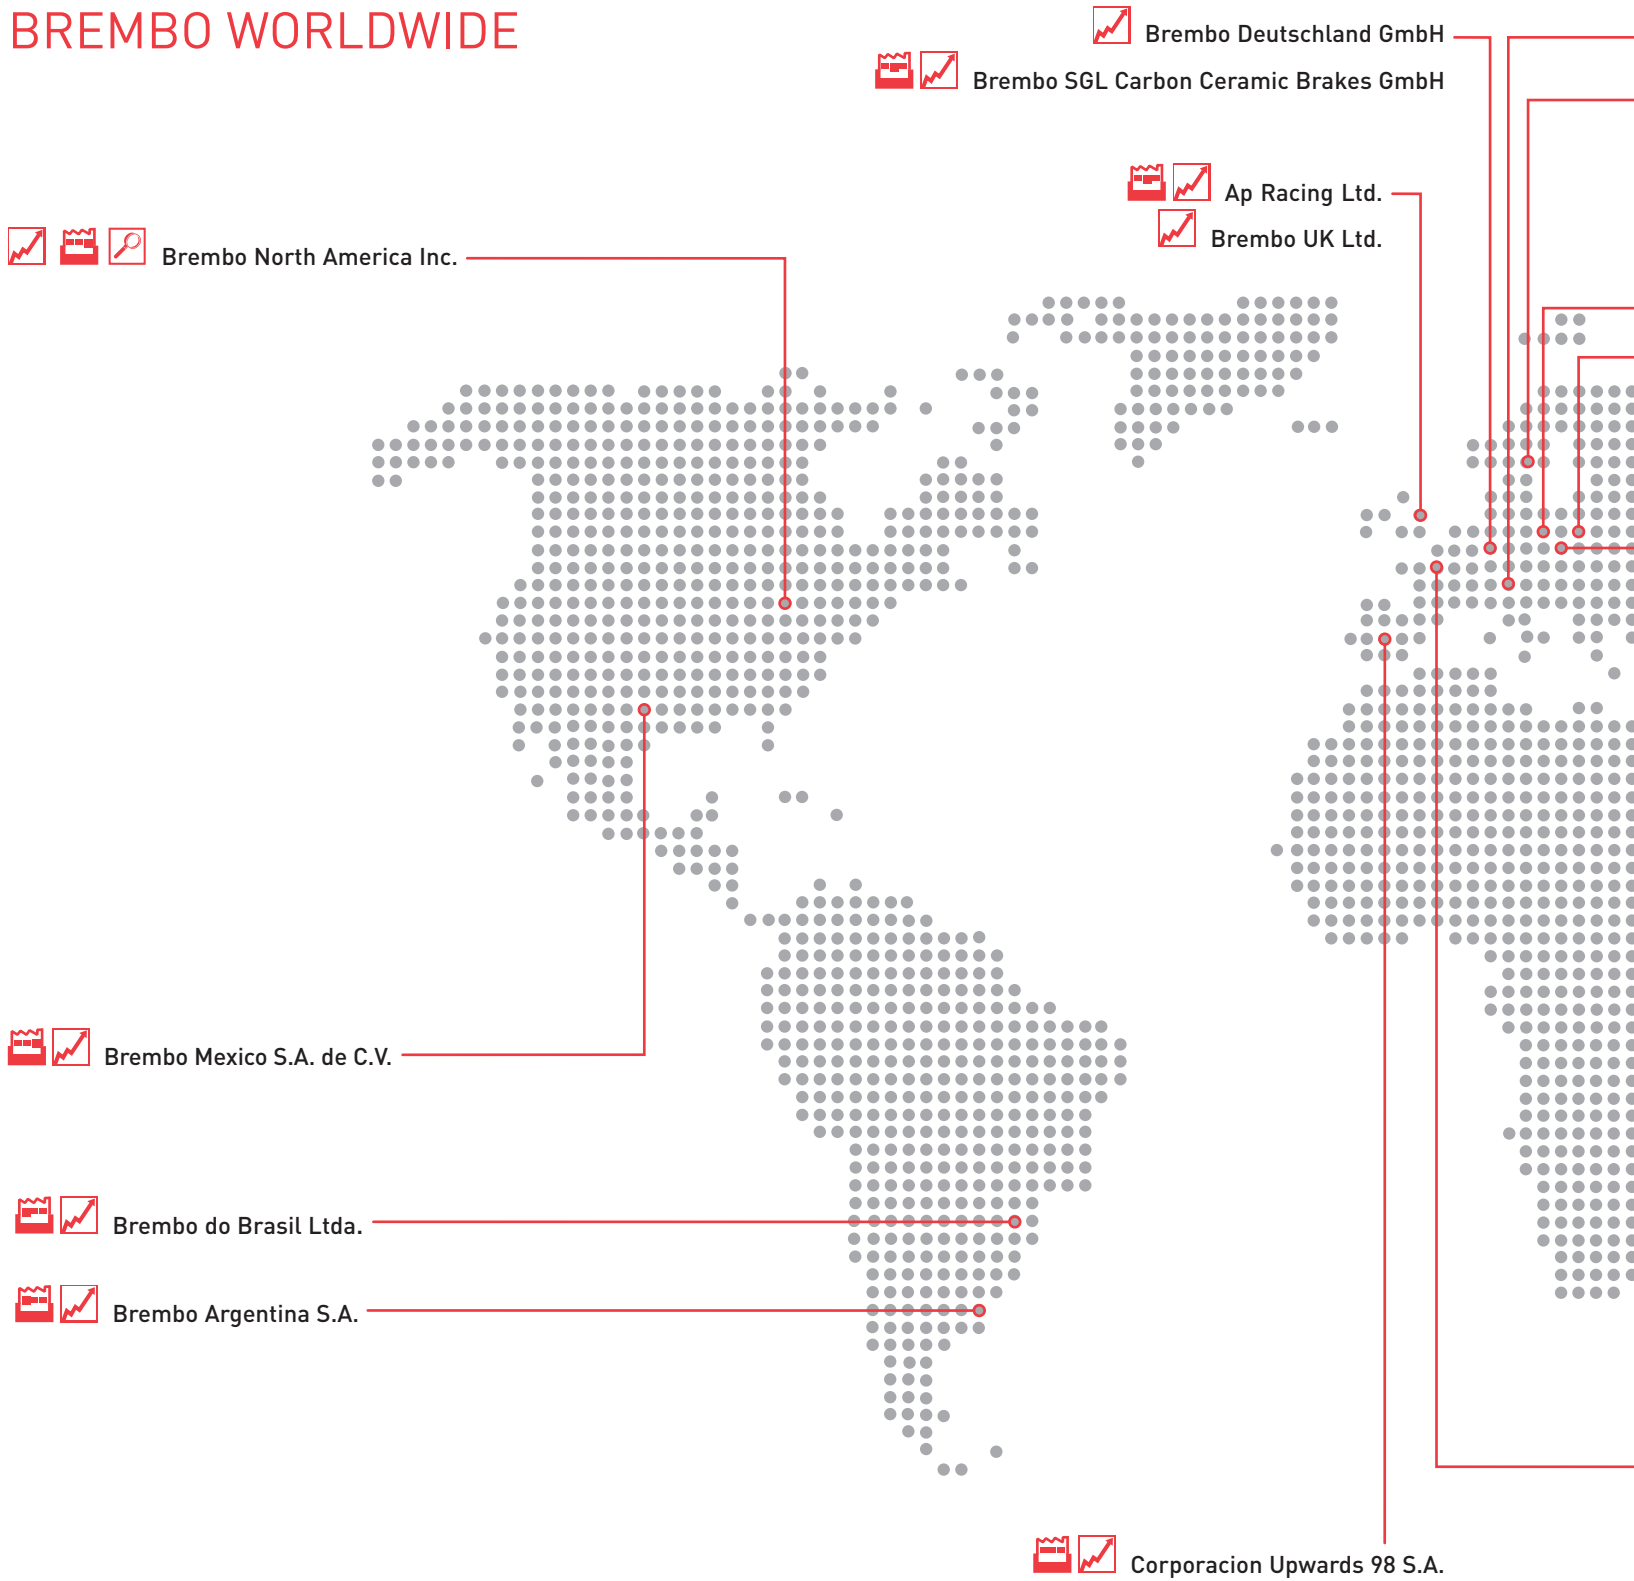 BREMBO WORLDWIDE
Brembo Deutschland GmbH
Brembo SGL Carbon Ceramic Brakes GmbH
Ap Racing Ltd.
Brembo UK Ltd.
Brembo North America Inc.
Brembo Mexico S.A. de C.V.
Brembo do Brasil Ltda.
Brembo Argentina S.A.
Corporacion Upwards 98 S.A.